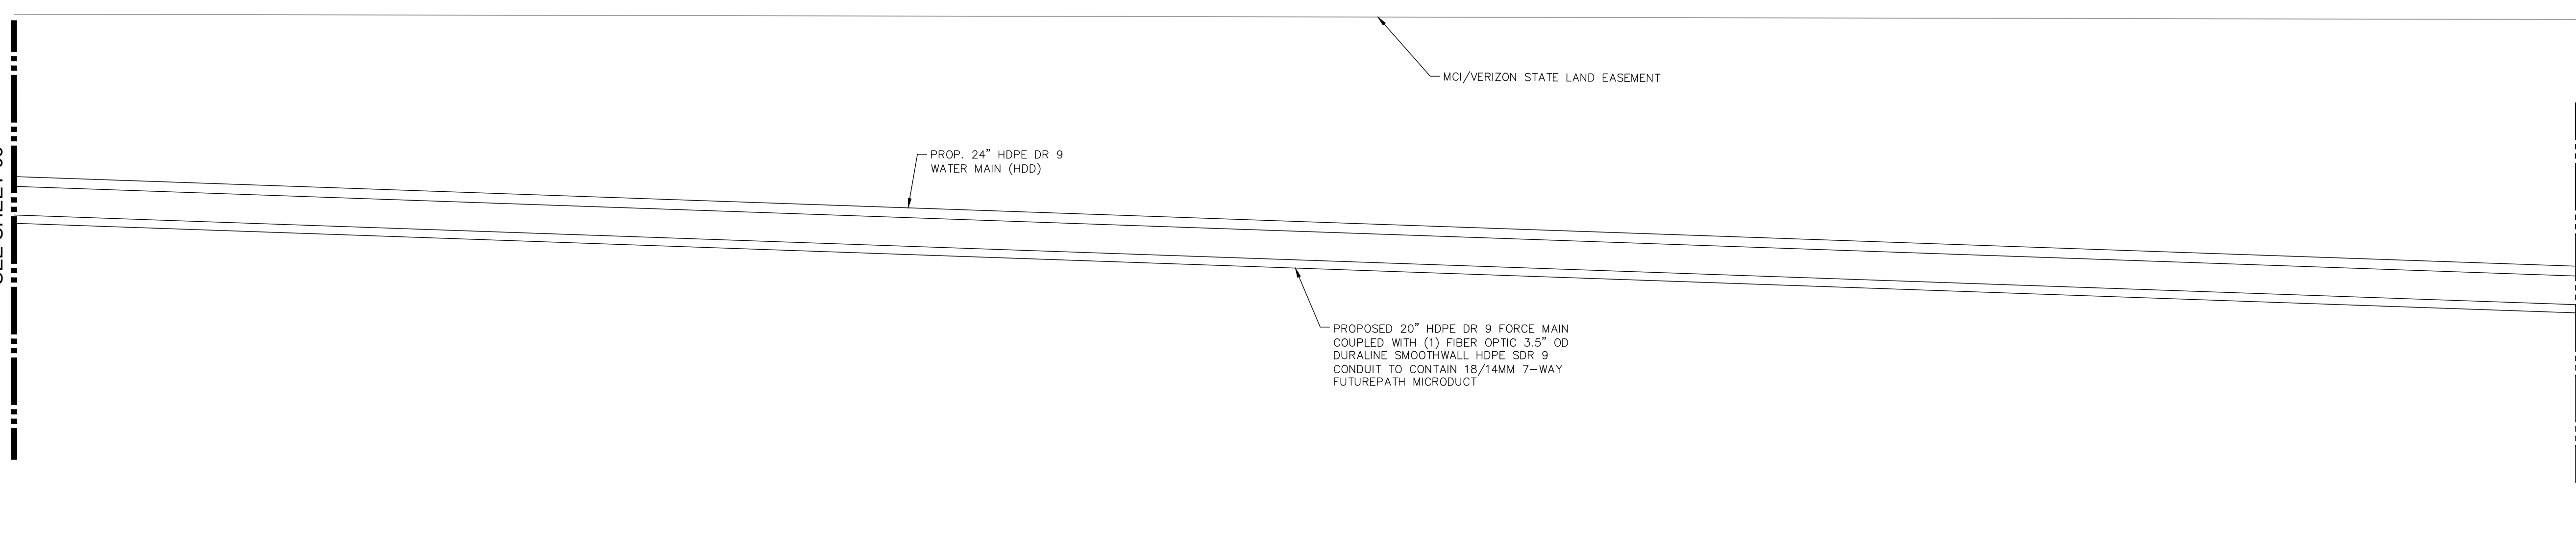 MCI/VERIZON STATE LAND EASEMENT
PROP. 24" HDPE DR 9
WATER MAIN (HDD)
PROPOSED 20" HDPE DR 9 FORCE MAIN
COUPLED WITH (1) FIBER OPTIC 3.5" OD
DURALINE SMOOTHWALL HDPE SDR 9
CONDUIT TO CONTAIN 18/14MM 7-WAY
FUTUREPATH MICRODUCT